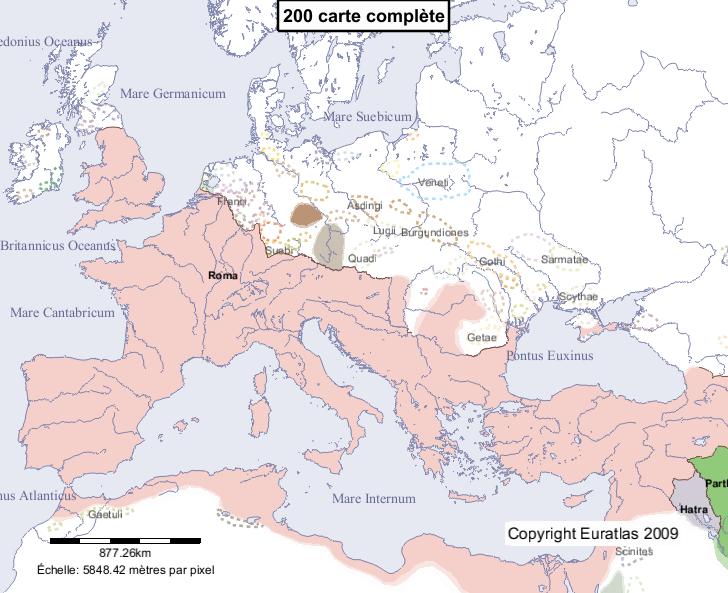 200 carte complète
edonius Oceanus
Mare Germanicum
Mare Suebicum
Veneti
Franci
Asdingi
Lugii
Burgundiones
Britannicus Oceanus
Suebi
Quadi
Gothi
Sarmatae
Roma
Scythae
Mare Cantabricum
Getae
Pontus Euxinus
Parth
nus Atlanticus
Mare Internum
Hatra
Gaetuli
Copyright Euratlas 2009
Scinites
877.26km
Échelle: 5848.42 mètres par pixel